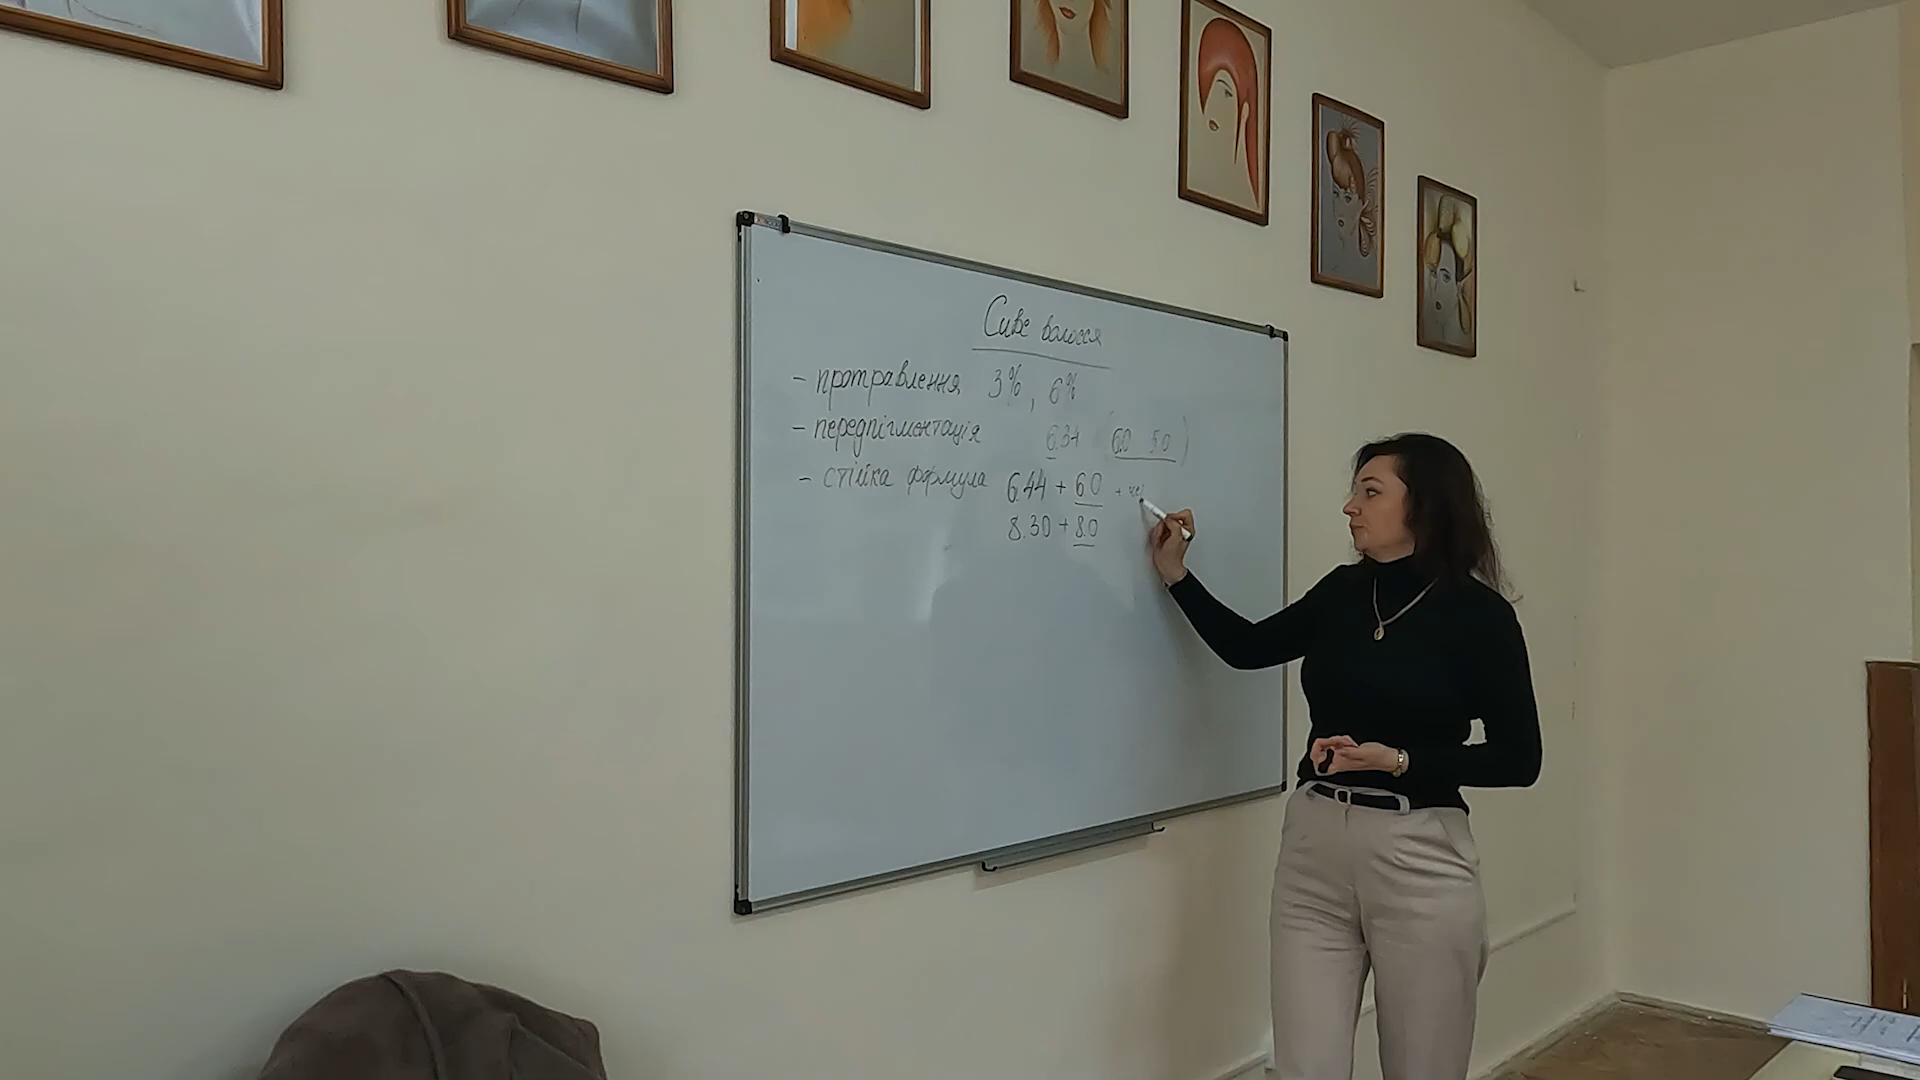 Сиве волосся
- протравлення 3%, 6%
- передпігментація 6.34 (6.0 5.0)
- стійка формула 6.44 + 6.0 +
8.30 + 8.0